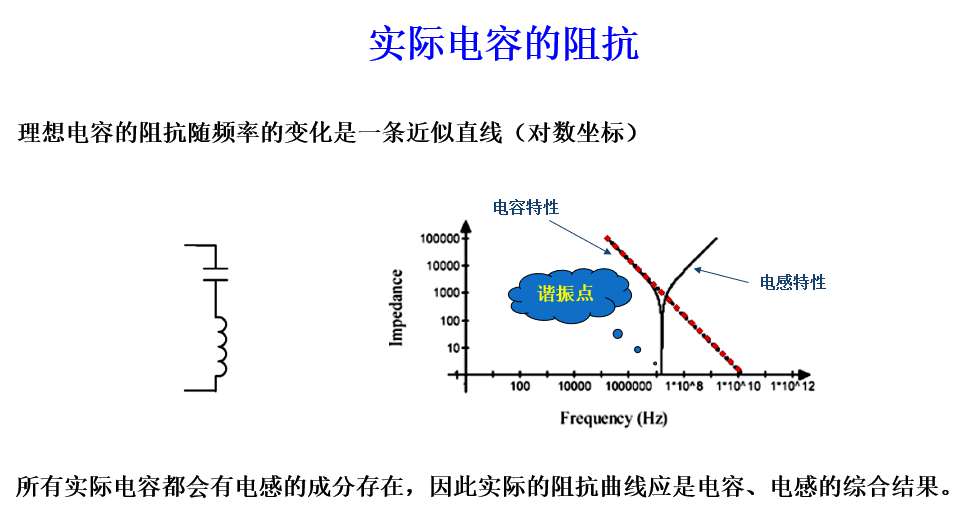 实际电容的阻抗
理想电容的阻抗随频率的变化是一条近似直线（对数坐标）
电容特性
100000
10000
1000
100
10
Impedance
谐振点
电感特性
100 10000 1000000 1*10^8 1*10^10 1*10^12
Frequency (Hz)
所有实际电容都会有电感的成分存在，因此实际的阻抗曲线应是电容、电感的综合结果。